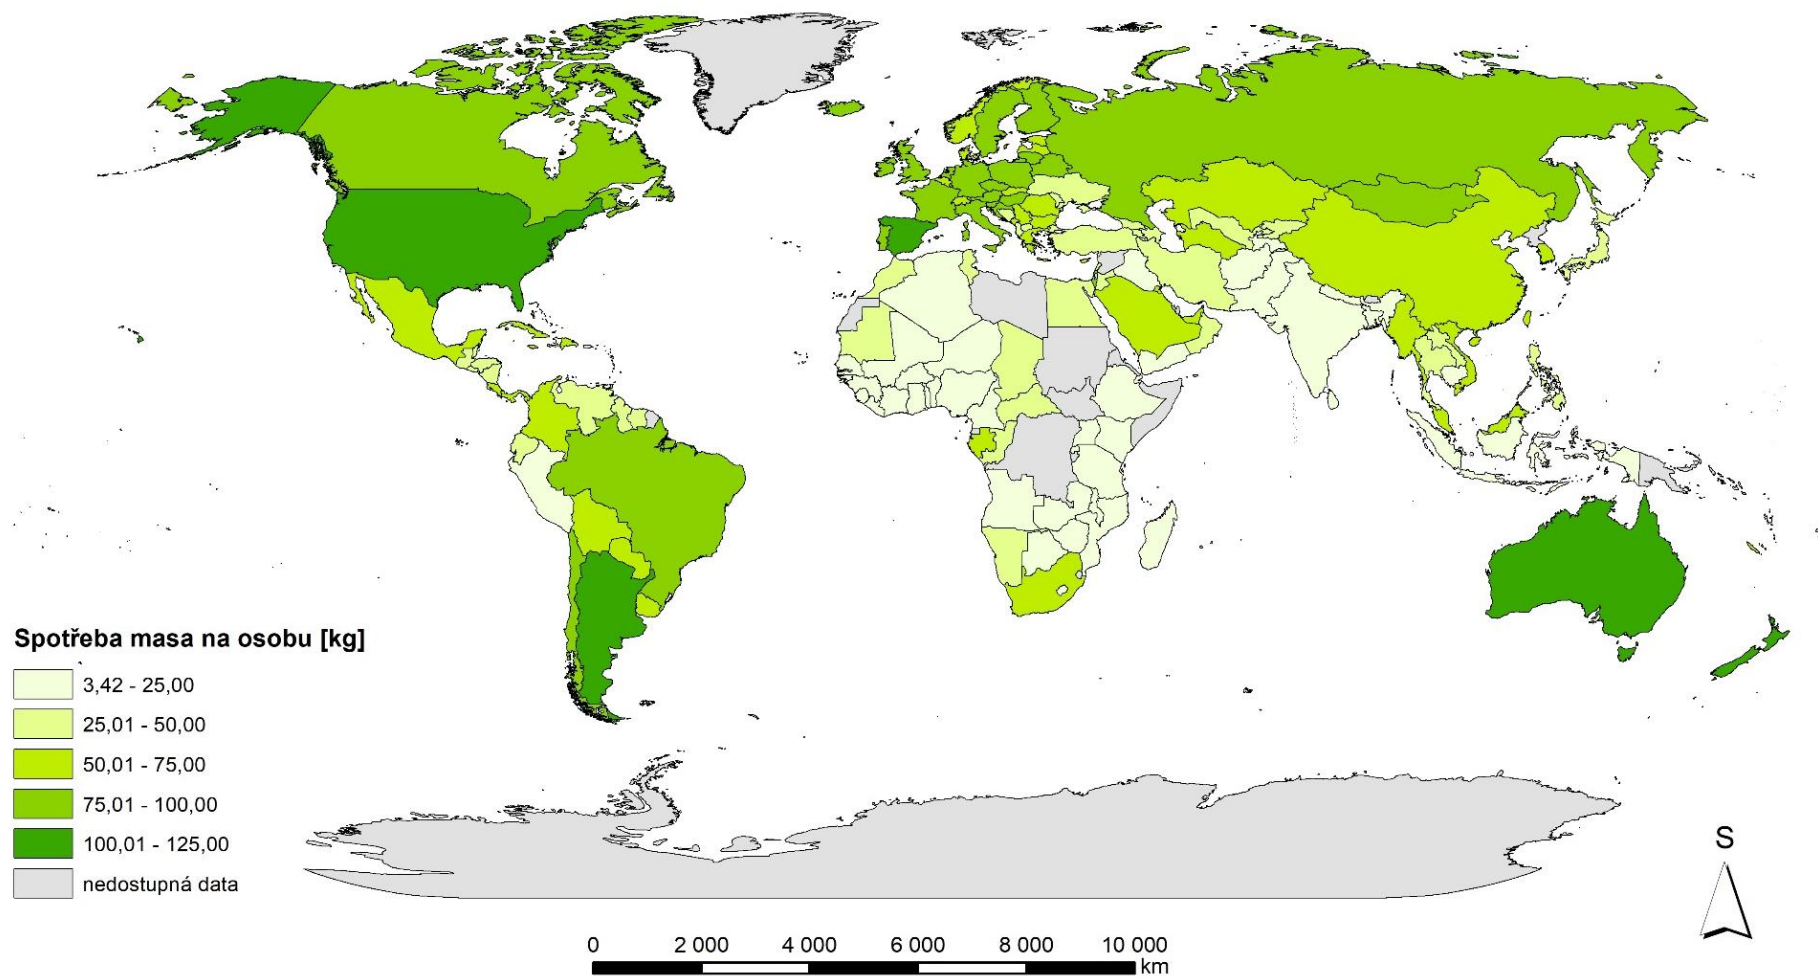 Spotřeba masa na osobu [kg]
3,42 - 25,00
25,01 - 50,00
50,01 - 75,00
75,01 - 100,00
100,01 - 125,00
nedostupná data
S
0 2 000 4 000 6 000 8 000 10 000
km